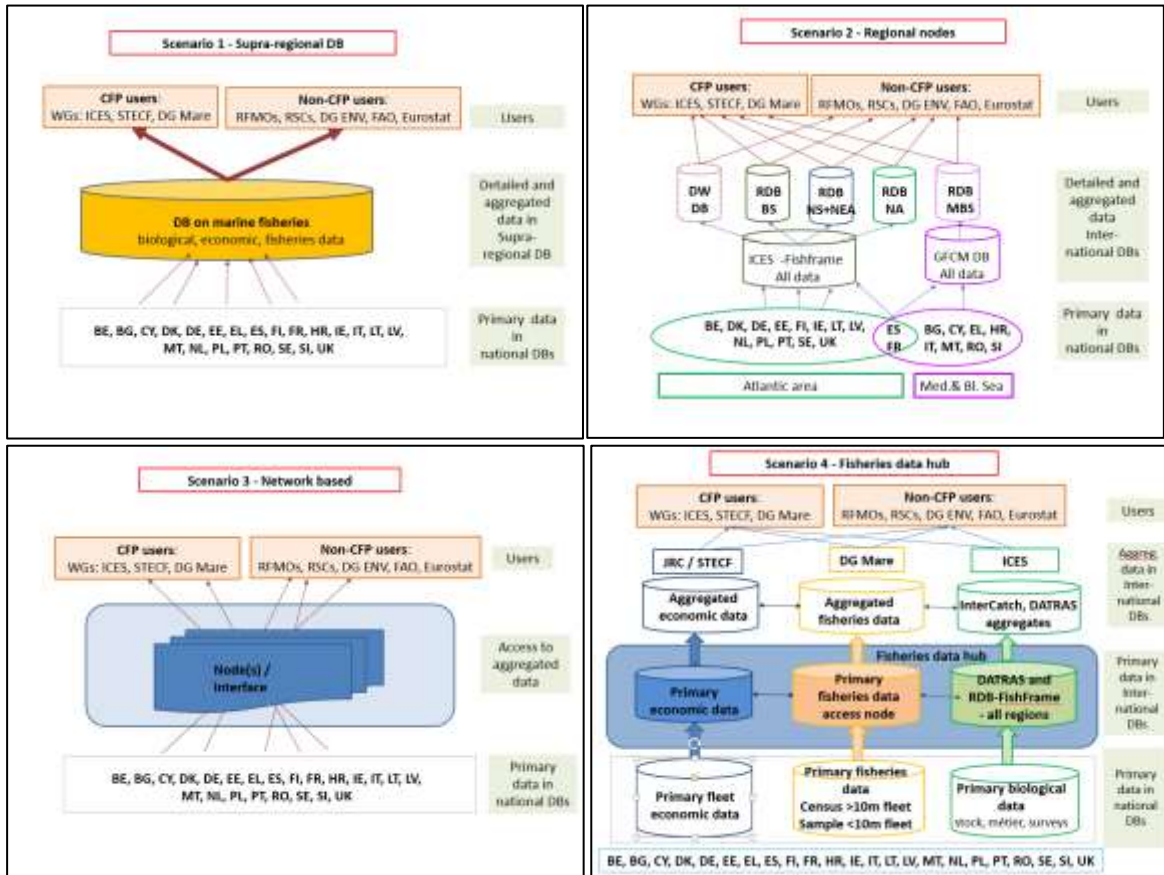 Scenario 1 - Supra-regional DB
CFP users:
WGs: ICES, STECF, DG Mare
Non-CFP users:
RFMOs, RSCs, DG ENV, FAO, Eurostat
Users
DB on marine fisheries
biological, economic, fisheries data
Detailed and
aggregated
data in
Supra-
regional DB
BE, BG, CY, DK, DE, EE, EL, ES, FI, FR, HR, IE, IT, LT, LV,
MT, NL, PL, PT, RO, SE, SI, UK
Primary data
in
national DBs
Scenario 2 - Regional nodes
CFP users:
WGs: ICES, STECF, DG Mare
Non-CFP users:
RFMOs, RSCs, DG ENV, FAO, Eurostat
Users
DW
DB
RDB
BS
RDB
NS+NEA
RDB
NA
RDB
MBS
ICES -Fishframe
All data
GFCM DB
All data
Detailed and
aggregated
data
Inter-
national DBs
BE, DK, DE, EE, FI, IE, LT, LV,
NL, PL, PT, SE, UK
ES
FR
BG, CY, EL, HR,
IT, MT, RO, SI
Primary data
in
national DBs
Atlantic area
Med.& Bl. Sea
Scenario 3 - Network based
CFP users:
WGs: ICES, STECF, DG Mare
Non-CFP users:
RFMOs, RSCs, DG ENV, FAO, Eurostat
Users
Node(s) /
Interface
Access to
aggregated
data
BE, BG, CY, DK, DE, EE, EL, ES, FI, FR, HR, IE, IT, LT, LV,
MT, NL, PL, PT, RO, SE, SI, UK
Primary
data in
national DBs
Scenario 4 - Fisheries data hub
CFP users:
WGs: ICES, STECF, DG Mare
Non-CFP users:
RFMOs, RSCs, DG ENV, FAO, Eurostat
Users
JRC / STECF
DG Mare
ICES
Aggregated
economic data
Aggregated
fisheries data
InterCatch, DATRAS
aggregates
Aggreg.
data in
Inter-
national
DBs
Fisheries data hub
Primary
economic data
Primary
fisheries data
access node
DATRAS and
RDB-FishFrame
- all regions
Primary
data in
Inter-
national
DBs
Primary fleet
economic data
Primary fisheries
data
Census >10m fleet
Sample <10m fleet
Primary biological
data
stock, métier, surveys
Primary
data in
national
DBs
BE, BG, CY, DK, DE, EE, EL, ES, FI, FR, HR, IE, IT, LT, LV, MT, NL, PL, PT, RO, SE, SI, UK